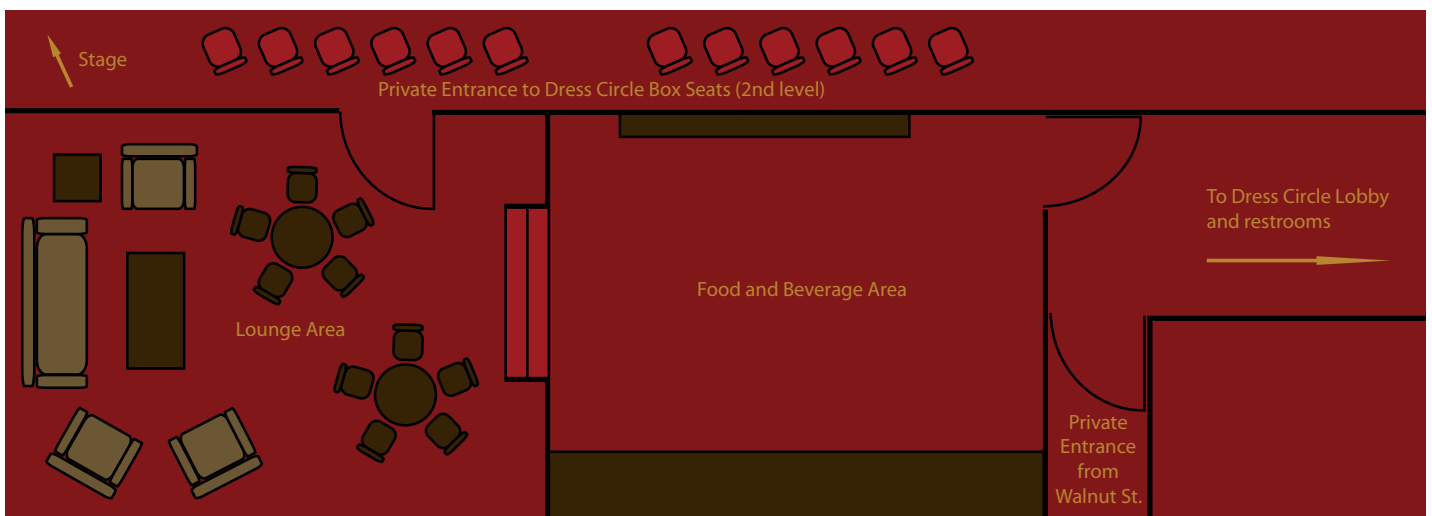 Stage
Private Entrance to Dress Circle Box Seats (2nd level)
To Dress Circle Lobby
and restrooms
Food and Beverage Area
Lounge Area
Private
Entrance
from
Walnut St.